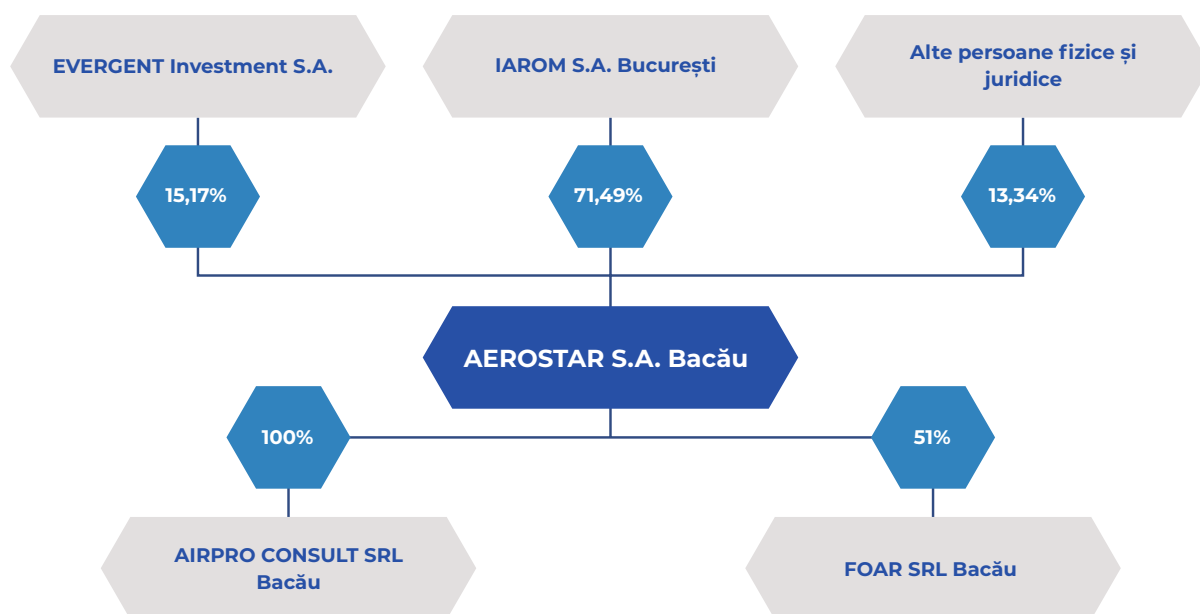 EVERGENT Investment S.A.
IAROM S.A. București
Alte persoane fizice și
juridice
15,17%
71,49%
13,34%
AEROSTAR S.A. Bacău
100%
51%
AIRPRO CONSULT SRL
Bacău
FOAR SRL Bacău